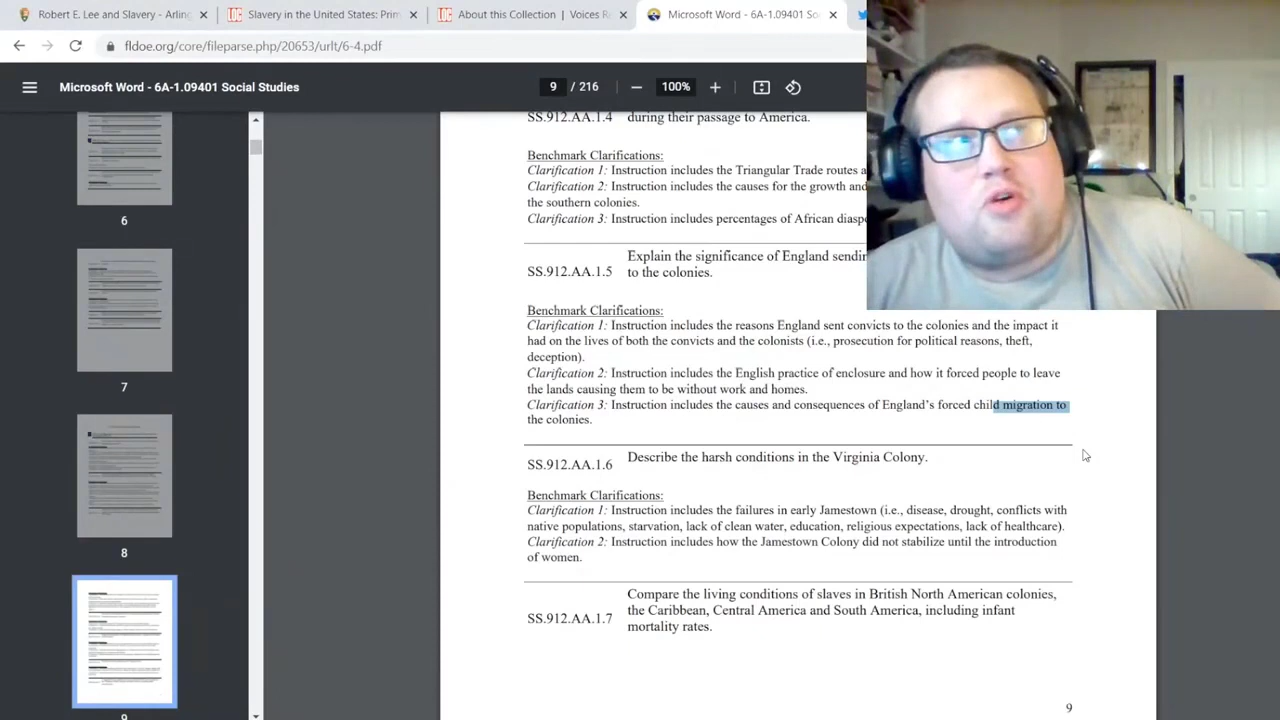 Robert E. Lee and Slavery - Arling
Slavery in the United States: Prim
About this Collection | Voices Re
Microsoft Word - 6A-1.09401 So
fldoe.org/core/fileparse.php/20653/urlt/6-4.pdf
Microsoft Word - 6A-1.09401 Social Studies
9 / 216
100%
SS.912.AA.1.4 during their passage to America.
Benchmark Clarifications:
Clarification 1: Instruction includes the Triangular Trade routes a
Clarification 2: Instruction includes the causes for the growth and
the southern colonies.
Clarification 3: Instruction includes percentages of African diasp
Explain the significance of England sendin
SS.912.AA.1.5 to the colonies.
Benchmark Clarifications:
Clarification 1: Instruction includes the reasons England sent convicts to the colonies and the impact it
had on the lives of both the convicts and the colonists (i.e., prosecution for political reasons, theft,
deception).
Clarification 2: Instruction includes the English practice of enclosure and how it forced people to leave
the lands causing them to be without work and homes.
Clarification 3: Instruction includes the causes and consequences of England's forced child migration to
the colonies.
Describe the harsh conditions in the Virginia Colony.
SS.912.AA.1.6
Benchmark Clarifications:
Clarification 1: Instruction includes the failures in early Jamestown (i.e., disease, drought, conflicts with
native populations, starvation, lack of clean water, education, religious expectations, lack of healthcare).
Clarification 2: Instruction includes how the Jamestown Colony did not stabilize until the introduction
of women.
Compare the living conditions of slaves in British North American colonies,
the Caribbean, Central America and South America, including infant
SS.912.AA.1.7 mortality rates.
9
6
7
8
9